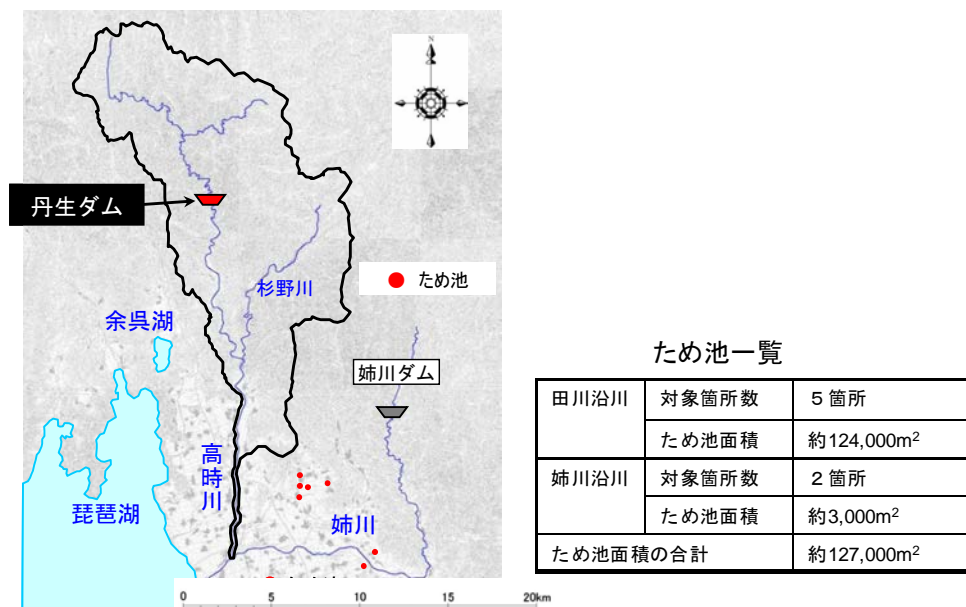 丹生ダム
杉野川
ため池
余呉湖
姉川ダム
高時川
琵琶湖
姉川
0 5 10 15 20km
ため池一覧
田川沿川 対象箇所数 5箇所
ため池面積 約124,000m²
姉川沿川 対象箇所数 2箇所
ため池面積 約3,000m²
ため池面積の合計 約127,000m²